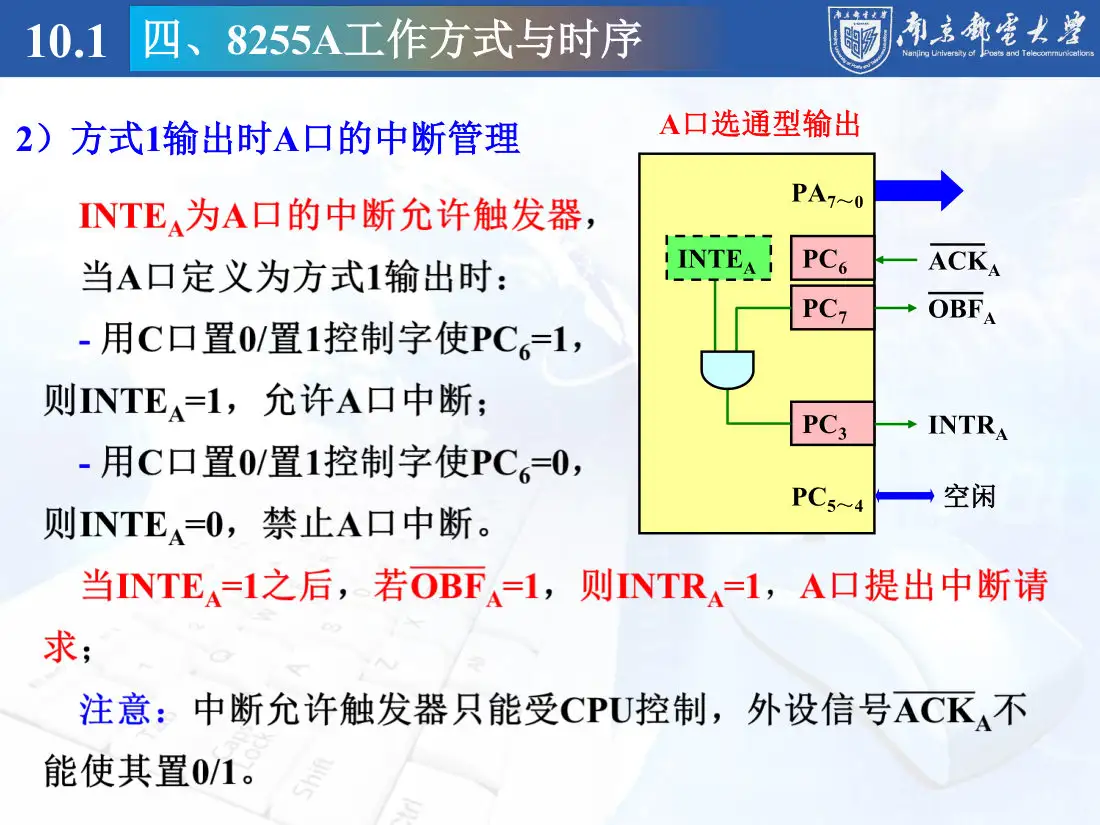 10.1 四、8255A工作方式与时序
南京邮电大学
Nanjing University of Posts and Telecommunications
2）方式1输出时A口的中断管理
INTEA为A口的中断允许触发器，
当A口定义为方式1输出时：
- 用C口置0/置1控制字使PC6=1，
则INTEA=1，允许A口中断；
- 用C口置0/置1控制字使PC6=0，
则INTEA=0，禁止A口中断。
当INTEA=1之后，若OBFA=1，则INTRA=1，A口提出中断请
求；
注意：中断允许触发器只能受CPU控制，外设信号ACKA不
能使其置0/1。
A口选通型输出
PA7～0
INTEA
PC6
ACKA
PC7
OBFA
PC3
INTRA
PC5～4
空闲